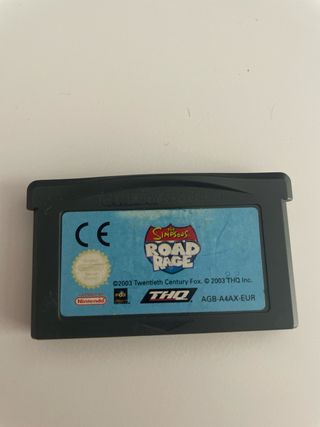 CE
The
SIMPSONS
ROAD
RAGE
©2003 Twentieth Century Fox. © 2003 THQ Inc.
Nintendo
THQ
AGB-A4AX-EUR